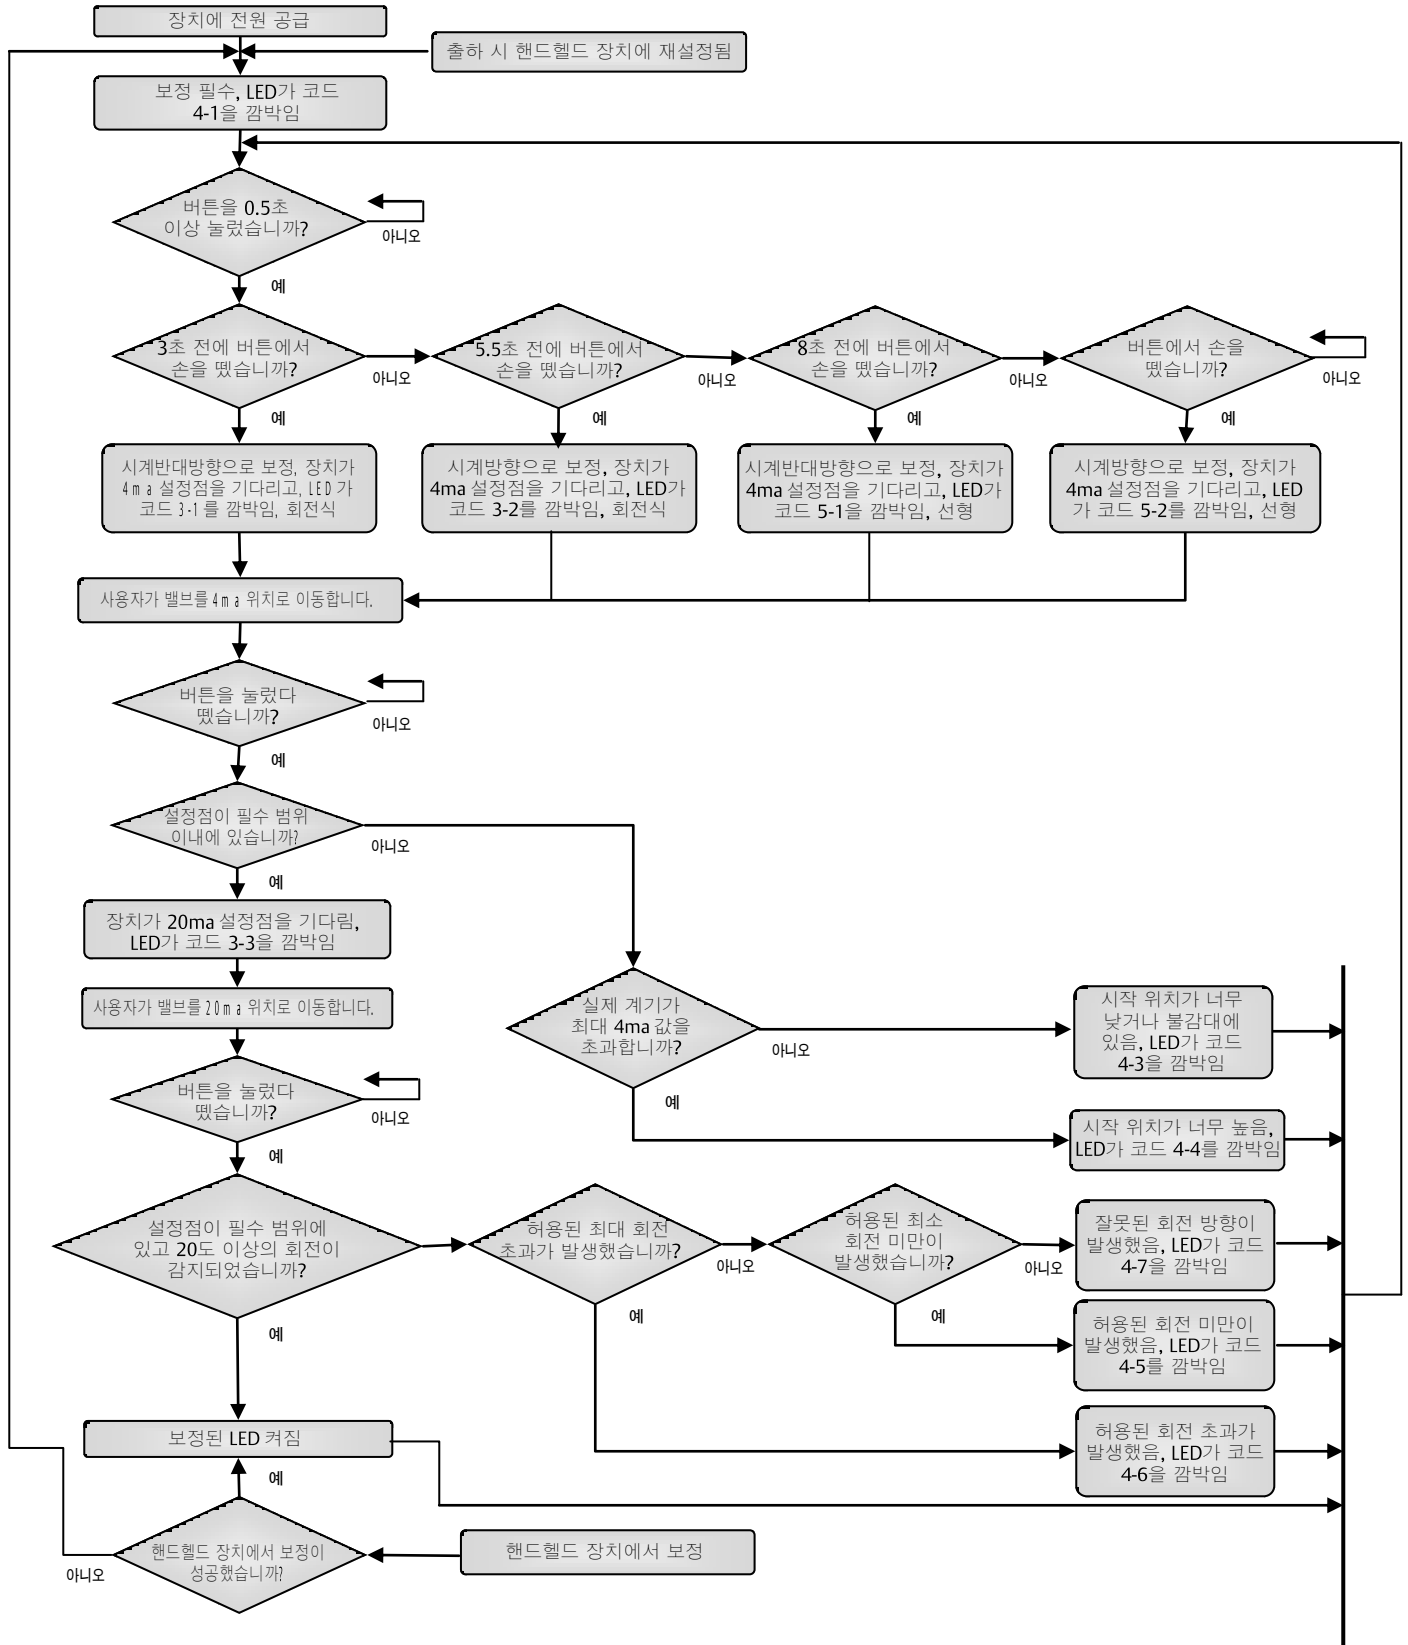 장치에 전원 공급
출하 시 핸드헬드 장치에 재설정됨
보정 필수, LED가 코드
4-1을 깜박임
버튼을 0.5초
이상 눌렀습니까?
아니오
예
3초 전에 버튼에서
손을 뗐습니까?
아니오
예
5.5초 전에 버튼에서
손을 뗐습니까?
아니오
예
8초 전에 버튼에서
손을 뗐습니까?
아니오
예
버튼에서 손을
뗐습니까?
아니오
예
시계반대방향으로 보정, 장치가
4ma 설정점을 기다리고, LED가
코드 3-1를 깜박임, 회전식
시계방향으로 보정, 장치가
4ma 설정점을 기다리고, LED가
코드 3-2를 깜박임, 회전식
시계반대방향으로 보정, 장치가
4ma 설정점을 기다리고, LED가
코드 5-1을 깜박임, 선형
시계방향으로 보정, 장치가
4ma 설정점을 기다리고, LED
가 코드 5-2를 깜박임, 선형
사용자가 밸브를 4ma 위치로 이동합니다.
버튼을 눌렀다
뗐습니까?
아니오
예
설정점이 필수 범위
이내에 있습니까?
아니오
예
장치가 20ma 설정점을 기다림,
LED가 코드 3-3을 깜박임
사용자가 밸브를 20ma 위치로 이동합니다.
실제 계기가
최대 4ma 값을
초과합니까?
아니오
예
시작 위치가 너무
낮거나 불감대에
있음, LED가 코드
4-3을 깜박임
버튼을 눌렀다
뗐습니까?
아니오
예
시작 위치가 너무 높음,
LED가 코드 4-4를 깜박임
설정점이 필수 범위에
있고 20도 이상의 회전이
감지되었습니까?
예
허용된 최대 회전
초과가 발생했습니까?
아니오
예
허용된 최소
회전 미만이
발생했습니까?
아니오
예
잘못된 회전 방향이
발생했음, LED가 코드
4-7을 깜박임
허용된 회전 미만이
발생했음, LED가 코드
4-5를 깜박임
허용된 회전 초과가
발생했음, LED가 코드
4-6을 깜박임
보정된 LED 켜짐
예
핸드헬드 장치에서 보정이
성공했습니까?
아니오
핸드헬드 장치에서 보정